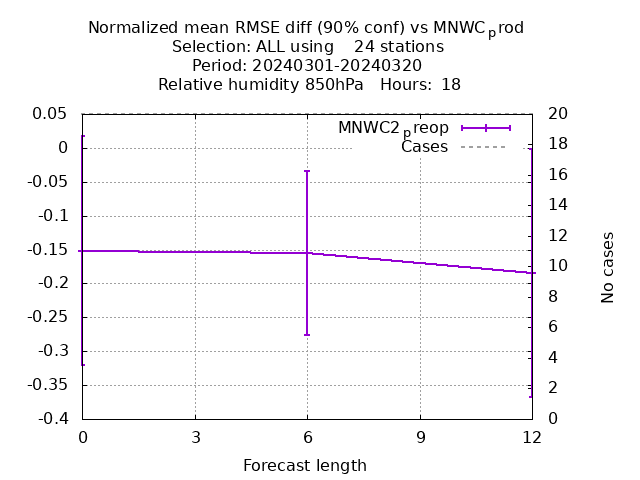 Normalized mean RMSE diff (90% conf) vs MNWCprod
Selection: ALL using 24 stations
Period: 20240301-20240320
Relative humidity 850hPa Hours: 18
MNWC2preop
Cases
0.05
0
-0.05
-0.1
-0.15
-0.2
-0.25
-0.3
-0.35
-0.4
20
18
16
14
12
10
8
6
4
2
0
No cases
0 3 6 9 12
Forecast length